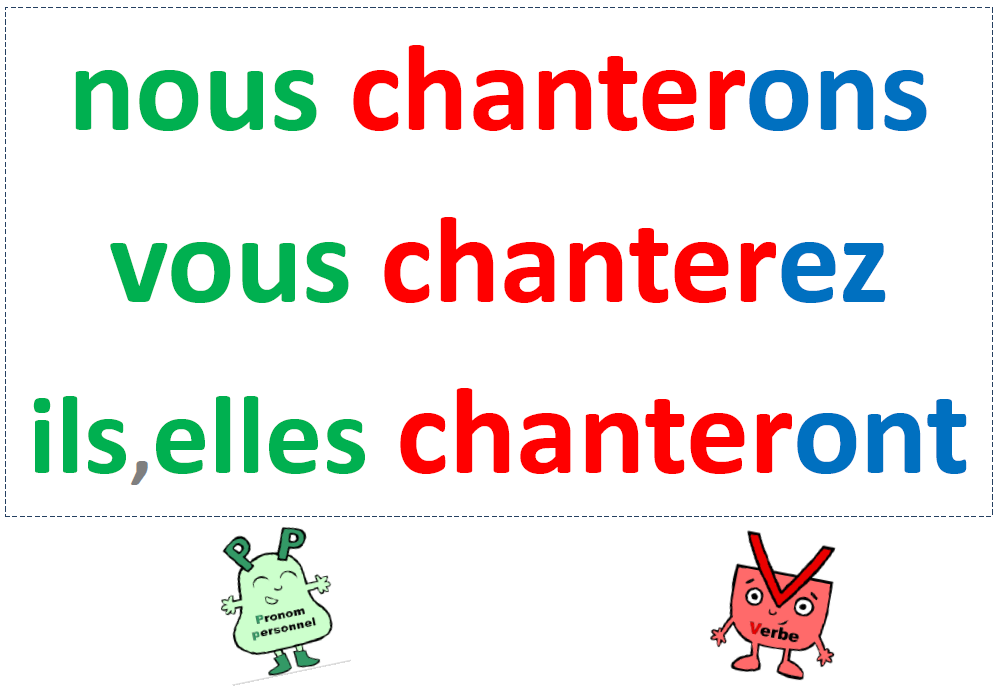 nous chanterons
vous chanterez
ils,elles chanteront
P P
Pronom
personnel
V
Verbe